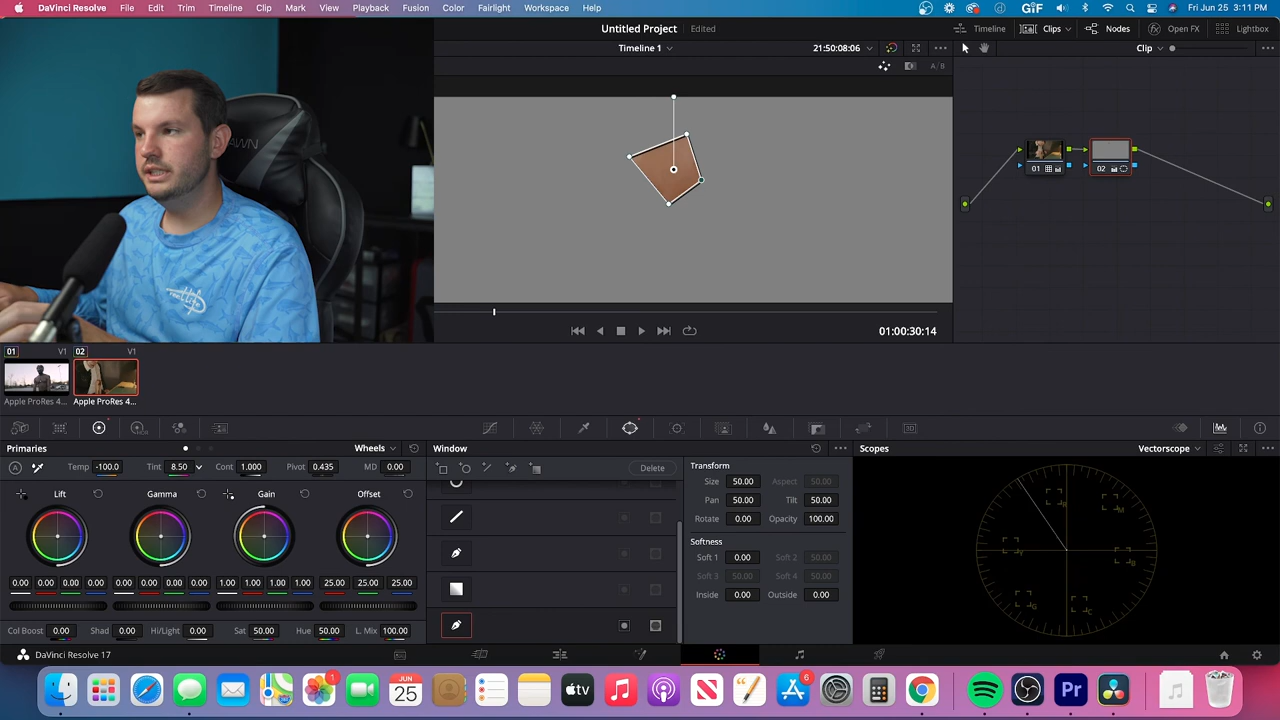 DaVinci Resolve File Edit Trim Timeline Clip Mark View Playback Fusion Color Fairlight Workspace Help GiF Fri Jun 25 3:11 PM
Untitled Project Edited Timeline Clips Nodes Open FX Lightbox
Timeline 1 21:50:08:06 Clip
A/B
01 02
01:00:30:14
01 V1 02 V1
Apple ProRes 4... Apple ProRes 4...
Primaries Wheels Window Scopes Vectorscope
Temp -100.0 Tint 8.50 Cont 1.000 Pivot 0.435 MD 0.00 Delete
Transform
Size 50.00 Aspect 50.00
Lift Gamma Gain Offset
Pan 50.00 Tilt 50.00
Rotate 0.00 Opacity 100.00
Softness
Soft 1 0.00 Soft 2 50.00
Soft 3 50.00 Soft 4 50.00
0.00 0.00 0.00 0.00 0.00 0.00 0.00 0.00 1.00 1.00 1.00 1.00 25.00 25.00 25.00
Inside 0.00 Outside 0.00
R M Y B G C
Col Boost 0.00 Shad 0.00 Hi/Light 0.00 Sat 50.00 Hue 50.00 L. Mix 100.00
DaVinci Resolve 17
JUN
25
1
tv
6
Pr